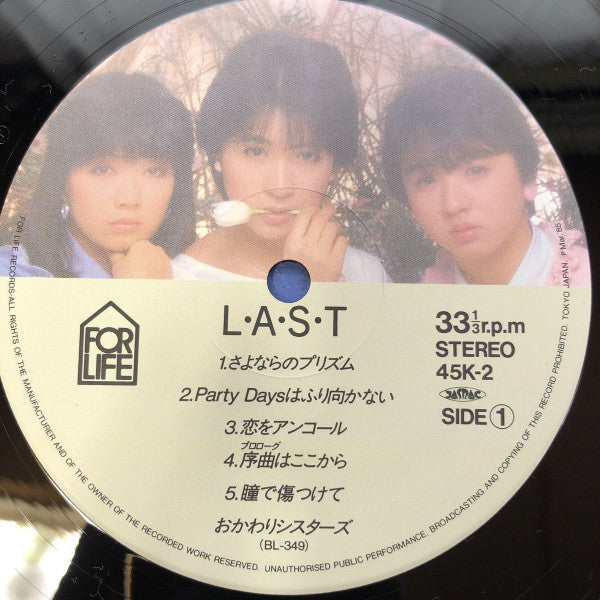 FOR
LIFE
L·A·S·T
33⅓r.p.m
STEREO
45K-2
JASRAC
SIDE①
1.さよならのプリズム
2.Party Daysはふり向かない
3.恋をアンコール
プロローグ
4.序曲はここから
5.瞳で傷つけて
おかわりシスターズ
(BL-349)
FOR LIFE RECORDS·ALL RIGHTS OF THE MANUFACTURER AND OF THE OWNER OF THE RECORDED WORK RESERVED. UNAUTHORISED PUBLIC PERFORMANCE. BROADCASTING AND COPYING OF THIS RECORD PROHIBITED. TOKYO JAPAN. ℗ Mar. 85